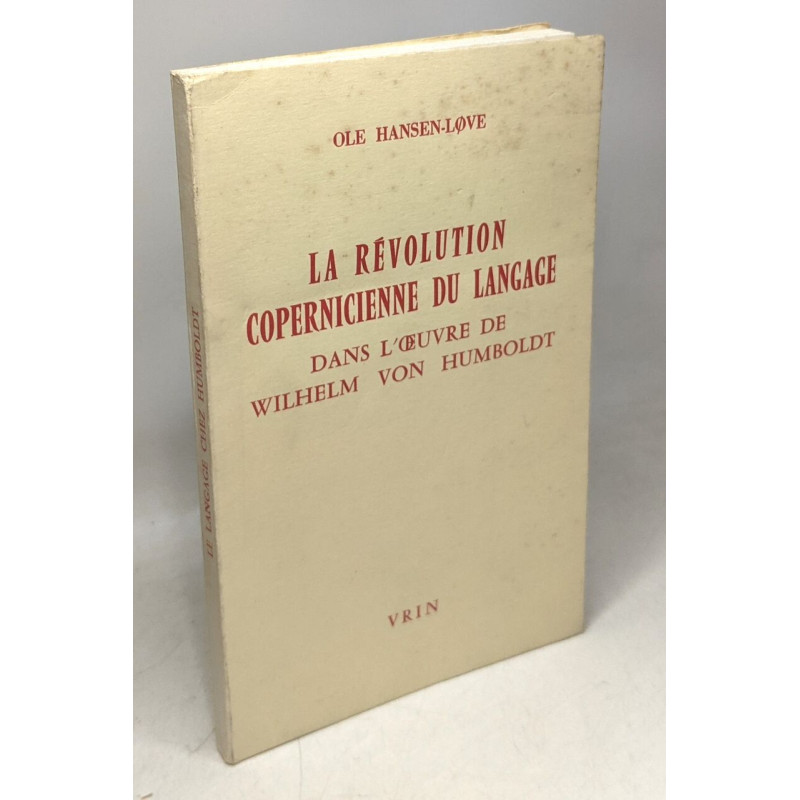 OLE HANSEN-LØVE
LA RÉVOLUTION
COPERNICIENNE DU LANGAGE
DANS L'ŒUVRE DE
WILHELM VON HUMBOLDT
VRIN
LE LANGAGE CHEZ HUMBOLDT